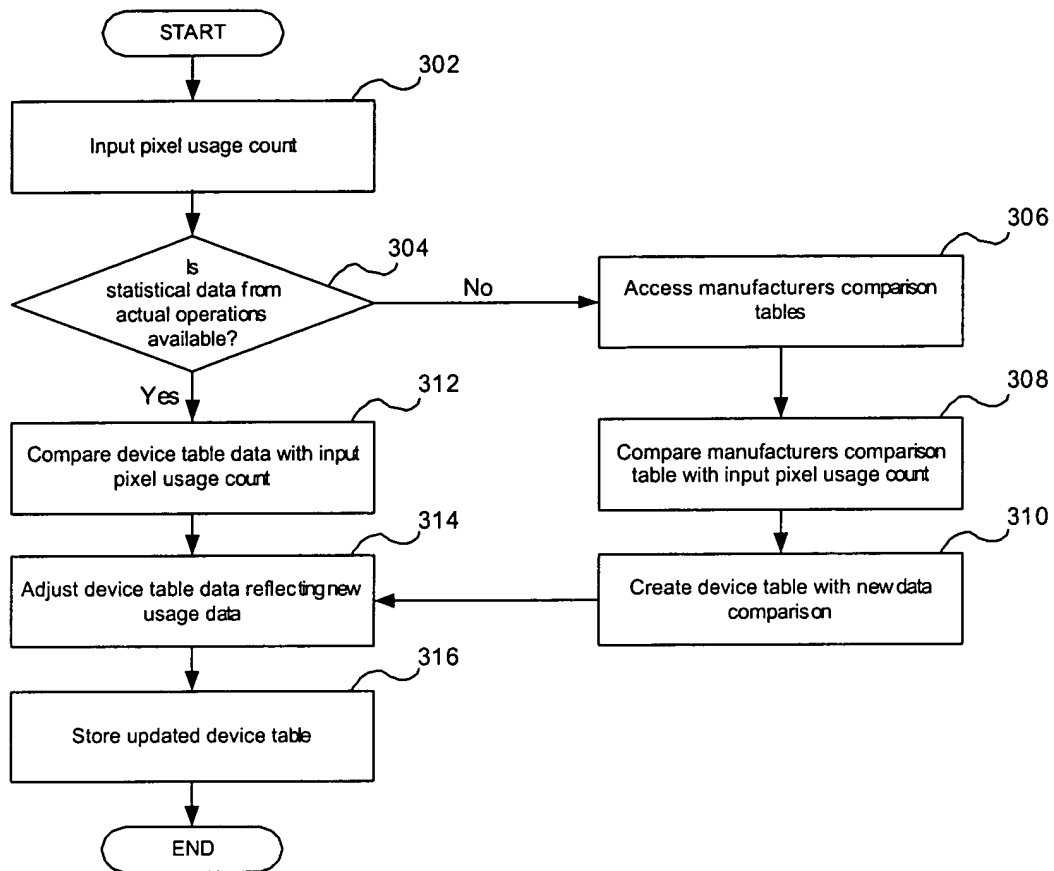 START
302
Input pixel usage count
304
Is
statistical data from
actual operations
available?
No
Yes
306
Access manufacturers comparison
tables
308
Compare manufacturers comparison
table with input pixel usage count
310
Create device table with new data
comparison
312
Compare device table data with input
pixel usage count
314
Adjust device table data reflecting new
usage data
316
Store updated device table
END